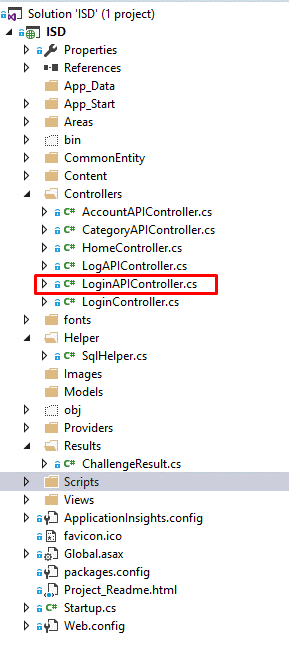 Solution 'ISD' (1 project)
ISD
Properties
References
App_Data
App_Start
Areas
bin
CommonEntity
Content
Controllers
C# AccountAPIController.cs
C# CategoryAPIController.cs
C# HomeController.cs
C# LogAPIController.cs
C# LoginAPIController.cs
C# LoginController.cs
fonts
Helper
C# SqlHelper.cs
Images
Models
obj
Providers
Results
C# ChallengeResult.cs
Scripts
Views
ApplicationInsights.config
favicon.ico
Global.asax
packages.config
Project_Readme.html
C# Startup.cs
Web.config